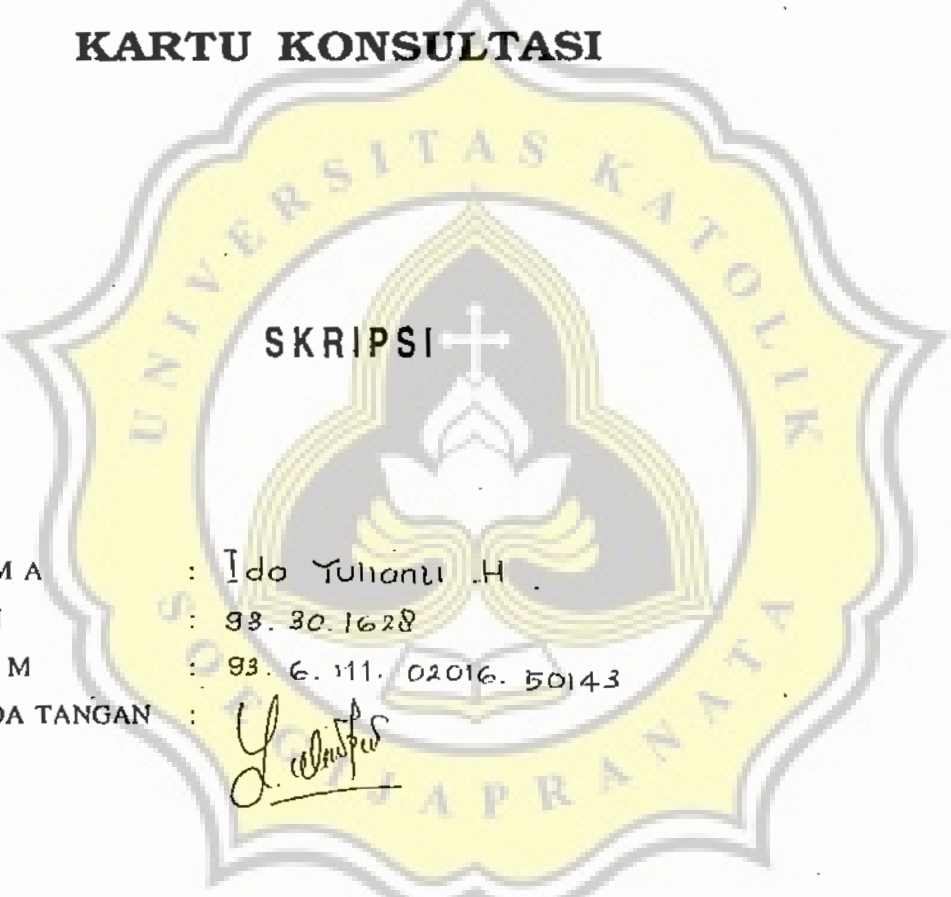 KARTU KONSULTASI
UNIVERSITAS KATOLIK
SKRIPSI
M A : Ido Yulianti .H
: 93. 30. 1628
M : 93. 6. 111. 02016. 50143
DA TANGAN :
SOEGIJAPRANATA